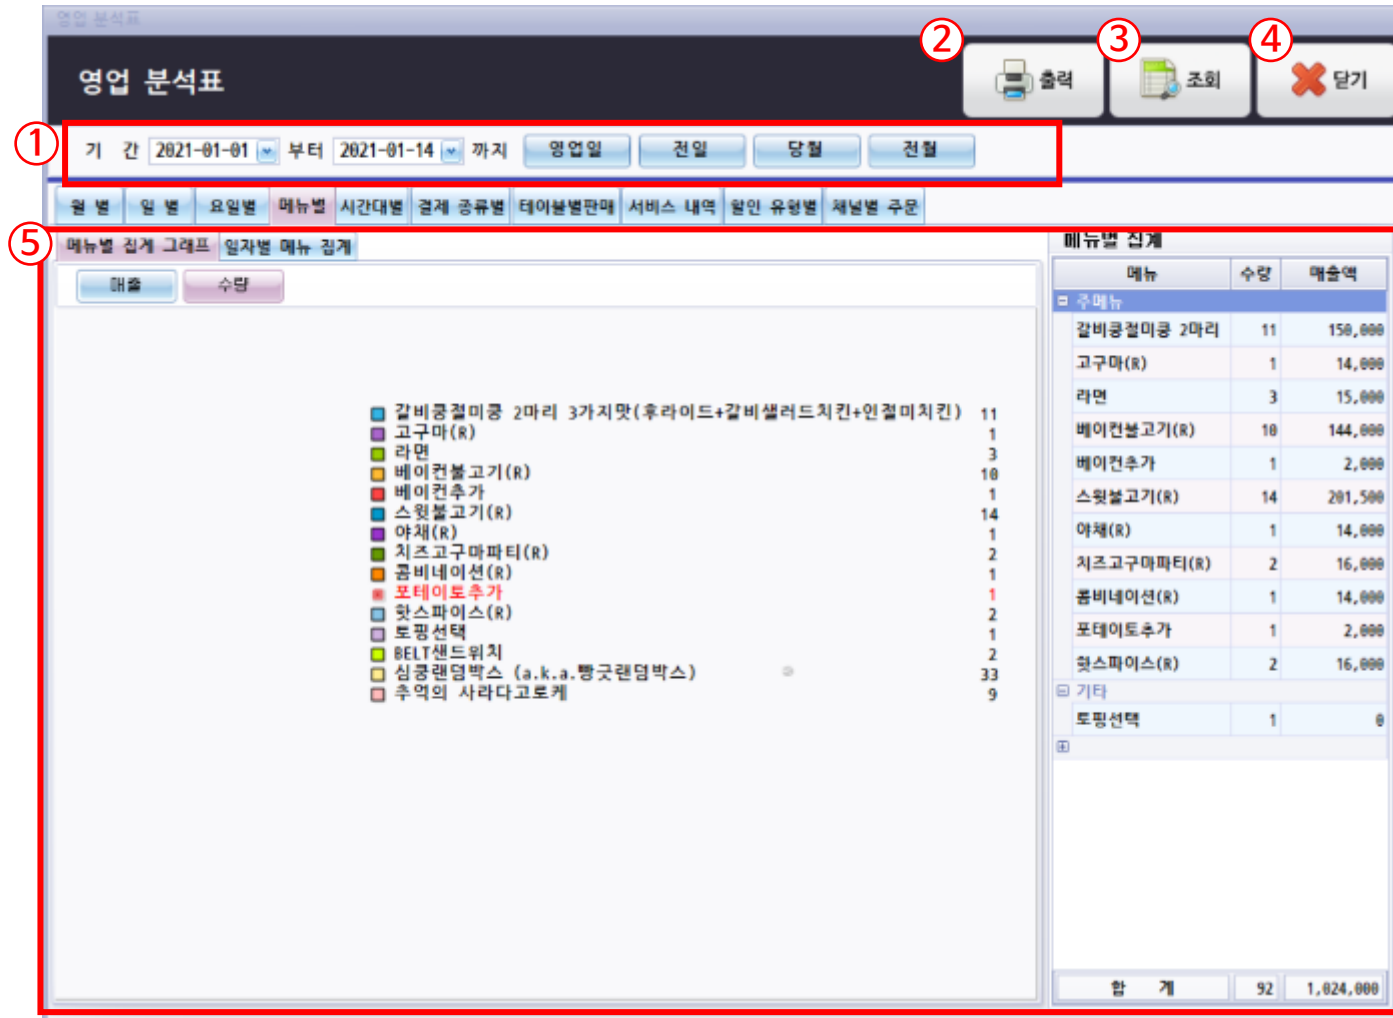 영업 분석표
② ③ ④
영업 분석표
출력 조회 닫기
①
기 간 2021-01-01 부터 2021-01-14 까지 영업일 전일 당월 전월
월 별 일 별 요일별 메뉴별 시간대별 결제 종류별 테이블별판매 서비스 내역 할인 유형별 채널별 주문
⑤
메뉴별 집계 그래프 일자별 메뉴 집계
매출 수량
갈비쿵절미쿵 2마리 3가지맛(후라이드+갈비샐러드치킨+인절미치킨) 11
고구마(R) 1
라면 3
베이컨불고기(R) 10
베이컨추가 1
스윗불고기(R) 14
야채(R) 1
치즈고구마파티(R) 2
콤비네이션(R) 1
포테이토추가 1
핫스파이스(R) 2
토핑선택 1
BELT샌드위치 2
심쿵랜덤박스 (a.k.a.빵긋랜덤박스) 33
추억의 사라다고로케 9
메뉴별 집계
메뉴 수량 매출액
주메뉴
갈비쿵절미쿵 2마리 11 150,000
고구마(R) 1 14,000
라면 3 15,000
베이컨불고기(R) 10 144,000
베이컨추가 1 2,000
스윗불고기(R) 14 201,500
야채(R) 1 14,000
치즈고구마파티(R) 2 16,000
콤비네이션(R) 1 14,000
포테이토추가 1 2,000
핫스파이스(R) 2 16,000
기타
토핑선택 1 0
합 계 92 1,024,000